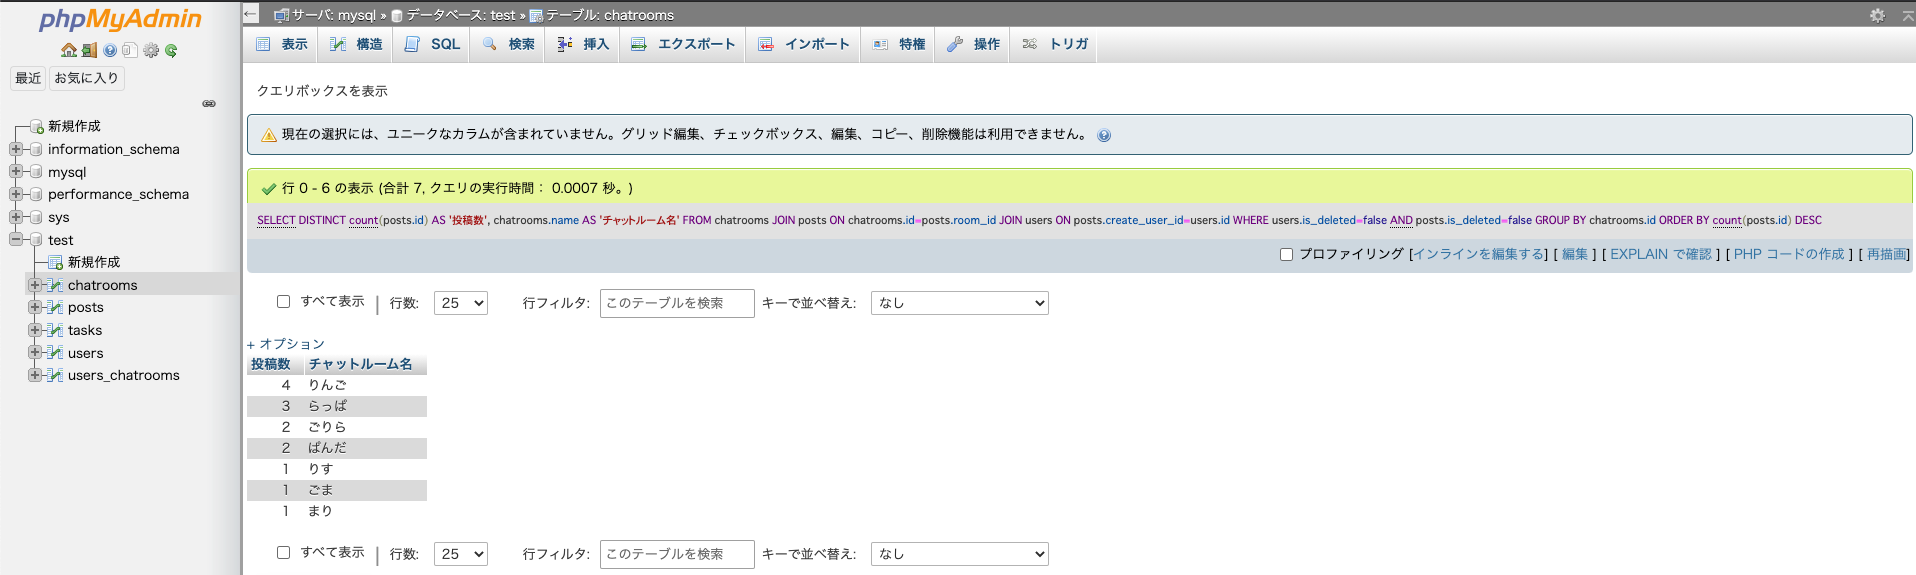 phpMyAdmin
最近 お気に入り
新規作成
information_schema
mysql
performance_schema
sys
test
新規作成
chatrooms
posts
tasks
users
users_chatrooms
サーバ: mysql » データベース: test » テーブル: chatrooms
表示 構造 SQL 検索 挿入 エクスポート インポート 特権 操作 トリガ
クエリボックスを表示
現在の選択には、ユニークなカラムが含まれていません。グリッド編集、チェックボックス、編集、コピー、削除機能は利用できません。
行 0 - 6 の表示 (合計 7, クエリの実行時間： 0.0007 秒。)
SELECT DISTINCT count(posts.id) AS '投稿数', chatrooms.name AS 'チャットルーム名' FROM chatrooms JOIN posts ON chatrooms.id=posts.room_id JOIN users ON posts.create_user_id=users.id WHERE users.is_deleted=false AND posts.is_deleted=false GROUP BY chatrooms.id ORDER BY count(posts.id) DESC
プロファイリング [インラインを編集する] [ 編集 ] [ EXPLAIN で確認 ] [ PHP コードの作成 ] [ 再描画]
すべて表示 | 行数: 25 行フィルタ: このテーブルを検索 キーで並べ替え: なし
+ オプション
投稿数 チャットルーム名
4 りんご
3 らっぱ
2 ごりら
2 ぱんだ
1 りす
1 ごま
1 まり
すべて表示 | 行数: 25 行フィルタ: このテーブルを検索 キーで並べ替え: なし